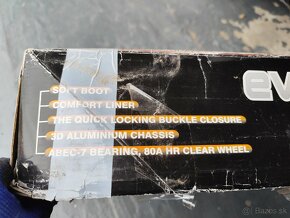 ev
SOFT BOOT
COMFORT LINER
THE QUICK LOCKING BUCKLE CLOSURE
3D ALUMINIUM CHASSIS
ABEC-7 BEARING, 80A HR CLEAR WHEEL
bazos.sk